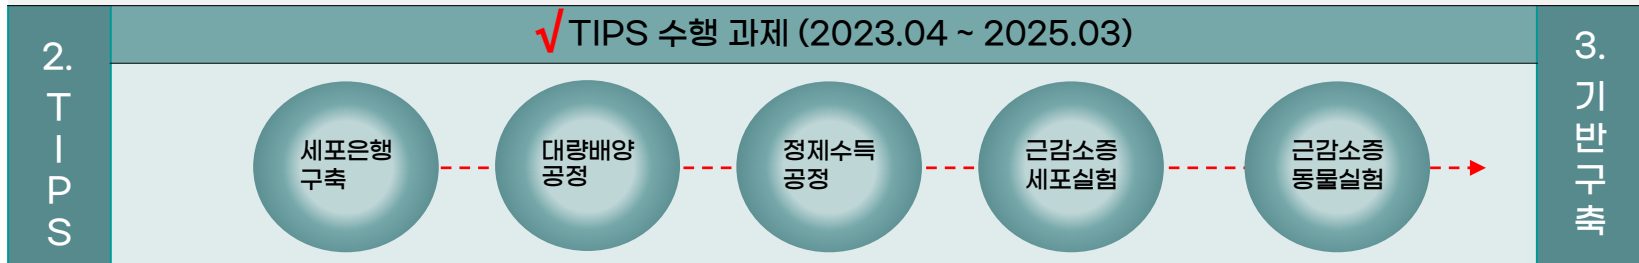 2.
T
I
P
S
√ TIPS 수행 과제 (2023.04 ~ 2025.03)
세포은행
구축
대량배양
공정
정제수득
공정
근감소증
세포실험
근감소증
동물실험
3.
기
반
구
축